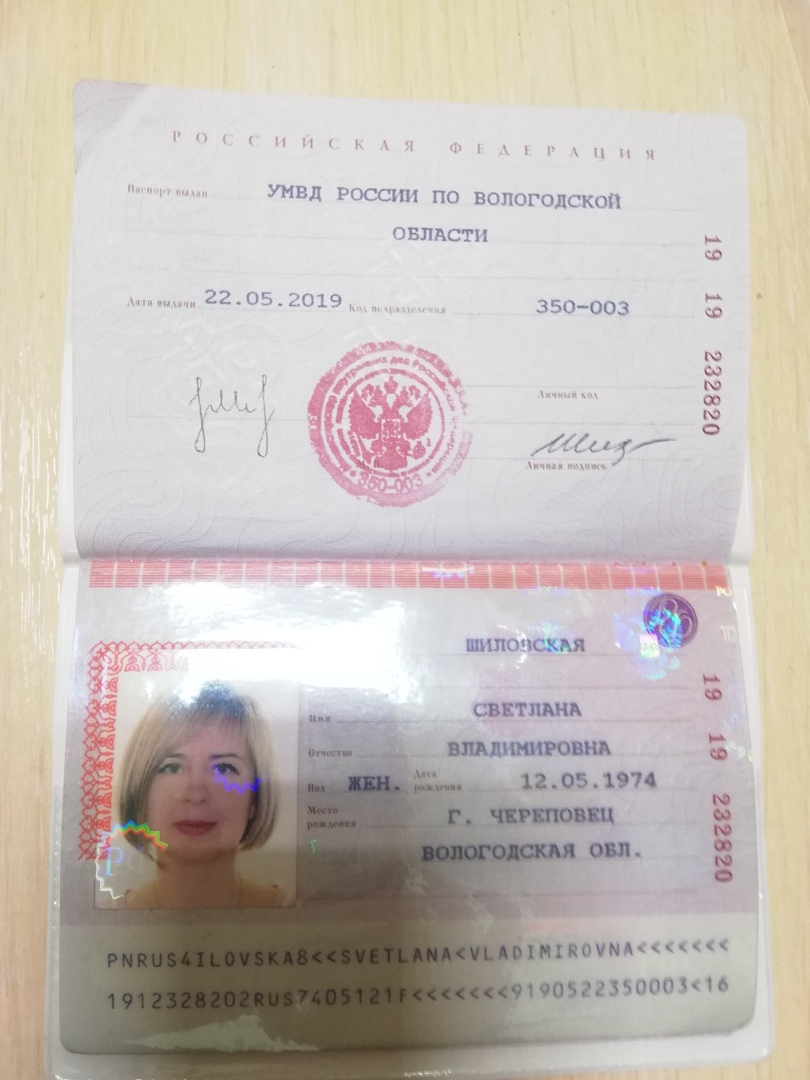 РОССИЙСКАЯ ФЕДЕРАЦИЯ
Паспорт выдан УМВД РОССИИ ПО ВОЛОГОДСКОЙ
ОБЛАСТИ
Дата выдачи 22.05.2019 Код подразделения 350-003
Личный код
Личная подпись
350-003
19 19 232820
ШИЛОВСКАЯ
Имя СВЕТЛАНА
Отчество ВЛАДИМИРОВНА
Пол ЖЕН. Дата рождения 12.05.1974
Место рождения Г. ЧЕРЕПОВЕЦ
ВОЛОГОДСКАЯ ОБЛ.
19 19 232820
PNRUS4ILOVSKA8<<SVETLANA<VLADIMIROVNA<<<<<<<
1912328202RUS7405121F<<<<<<<9190522350003<16